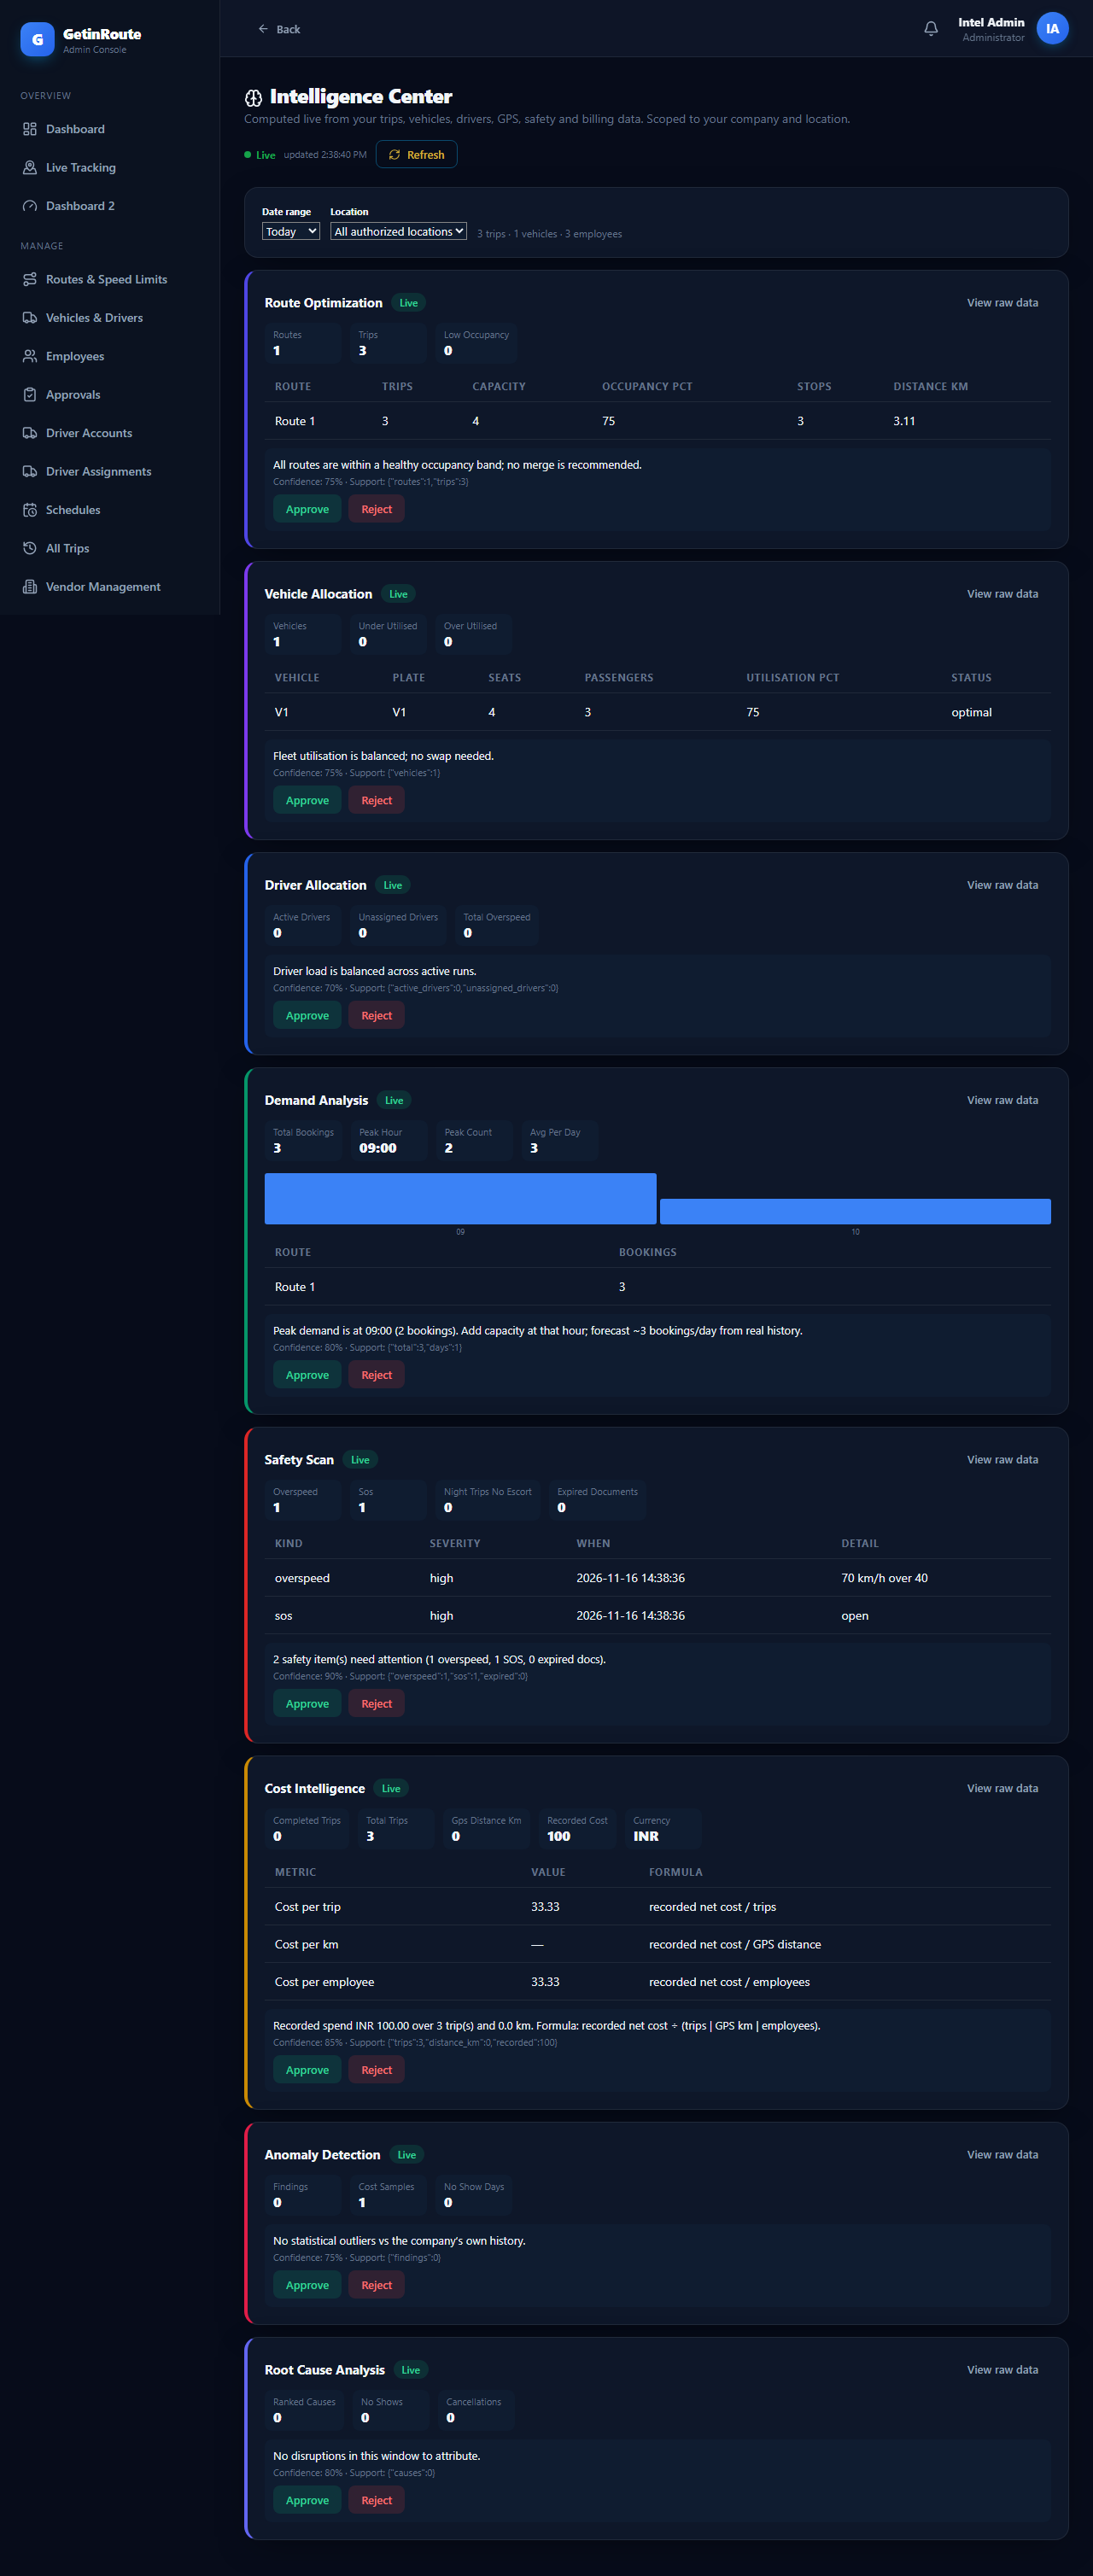 G
GetinRoute
Admin Console
OVERVIEW
Dashboard
Live Tracking
Dashboard 2
MANAGE
Routes & Speed Limits
Vehicles & Drivers
Employees
Approvals
Driver Accounts
Driver Assignments
Schedules
All Trips
Vendor Management
Back
Intel Admin
Administrator
IA
Intelligence Center
Computed live from your trips, vehicles, drivers, GPS, safety and billing data. Scoped to your company and location.
Live updated 2:38:40 PM Refresh
Date range Location
Today All authorized locations 3 trips · 1 vehicles · 3 employees
Route Optimization Live View raw data
Routes Trips Low Occupancy
1 3 0
ROUTE TRIPS CAPACITY OCCUPANCY PCT STOPS DISTANCE KM
Route 1 3 4 75 3 3.11
All routes are within a healthy occupancy band; no merge is recommended.
Confidence: 75% · Support: {"routes":1,"trips":3}
Approve Reject
Vehicle Allocation Live View raw data
Vehicles Under Utilised Over Utilised
1 0 0
VEHICLE PLATE SEATS PASSENGERS UTILISATION PCT STATUS
V1 V1 4 3 75 optimal
Fleet utilisation is balanced; no swap needed.
Confidence: 75% · Support: {"vehicles":1}
Approve Reject
Driver Allocation Live View raw data
Active Drivers Unassigned Drivers Total Overspeed
0 0 0
Driver load is balanced across active runs.
Confidence: 70% · Support: {"active_drivers":0,"unassigned_drivers":0}
Approve Reject
Demand Analysis Live View raw data
Total Bookings Peak Hour Peak Count Avg Per Day
3 09:00 2 3
09 10
ROUTE BOOKINGS
Route 1 3
Peak demand is at 09:00 (2 bookings). Add capacity at that hour; forecast ~3 bookings/day from real history.
Confidence: 80% · Support: {"total":3,"days":1}
Approve Reject
Safety Scan Live View raw data
Overspeed Sos Night Trips No Escort Expired Documents
1 1 0 0
KIND SEVERITY WHEN DETAIL
overspeed high 2026-11-16 14:38:36 70 km/h over 40
sos high 2026-11-16 14:38:36 open
2 safety item(s) need attention (1 overspeed, 1 SOS, 0 expired docs).
Confidence: 90% · Support: {"overspeed":1,"sos":1,"expired":0}
Approve Reject
Cost Intelligence Live View raw data
Completed Trips Total Trips Gps Distance Km Recorded Cost Currency
0 3 0 100 INR
METRIC VALUE FORMULA
Cost per trip 33.33 recorded net cost / trips
Cost per km — recorded net cost / GPS distance
Cost per employee 33.33 recorded net cost / employees
Recorded spend INR 100.00 over 3 trip(s) and 0.0 km. Formula: recorded net cost ÷ (trips | GPS km | employees).
Confidence: 85% · Support: {"trips":3,"distance_km":0,"recorded":100}
Approve Reject
Anomaly Detection Live View raw data
Findings Cost Samples No Show Days
0 1 0
No statistical outliers vs the company's own history.
Confidence: 75% · Support: {"findings":0}
Approve Reject
Root Cause Analysis Live View raw data
Ranked Causes No Shows Cancellations
0 0 0
No disruptions in this window to attribute.
Confidence: 80% · Support: {"causes":0}
Approve Reject